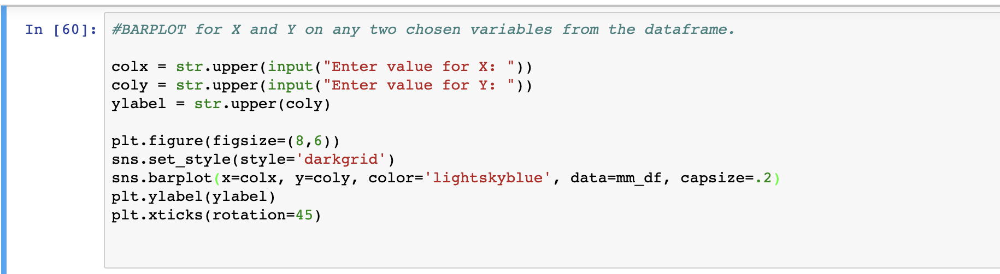 In [60]: #BARPLOT for X and Y on any two chosen variables from the dataframe.
colx = str.upper(input("Enter value for X: "))
coly = str.upper(input("Enter value for Y: "))
ylabel = str.upper(coly)
plt.figure(figsize=(8,6))
sns.set_style(style='darkgrid')
sns.barplot(x=colx, y=coly, color='lightskyblue', data=mm_df, capsize=.2)
plt.ylabel(ylabel)
plt.xticks(rotation=45)